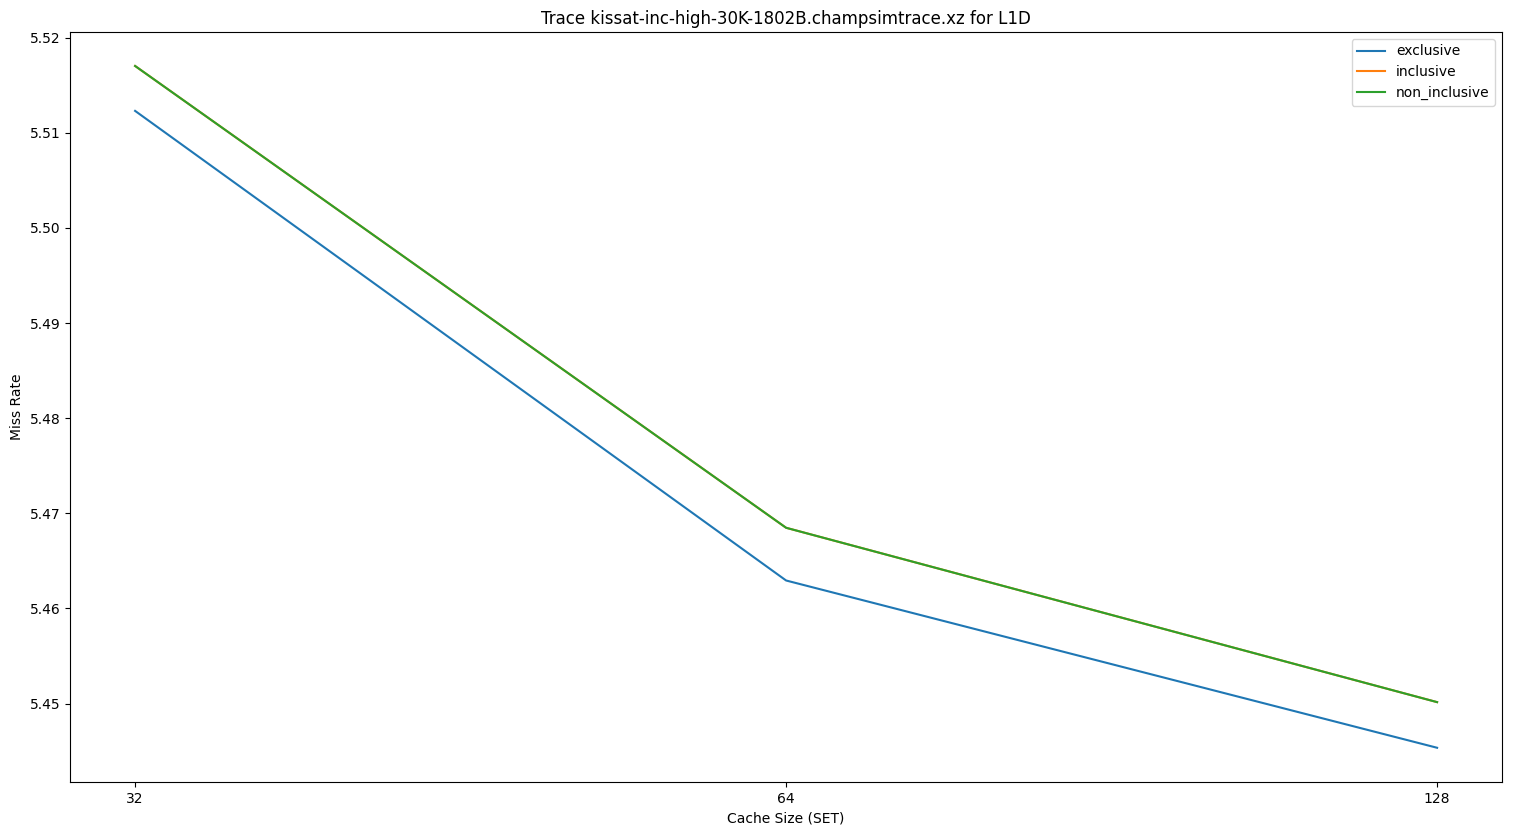 Trace kissat-inc-high-30K-1802B.champsimtrace.xz for L1D
exclusive
inclusive
non_inclusive
Miss Rate
5.52
5.51
5.50
5.49
5.48
5.47
5.46
5.45
32
64
128
Cache Size (SET)